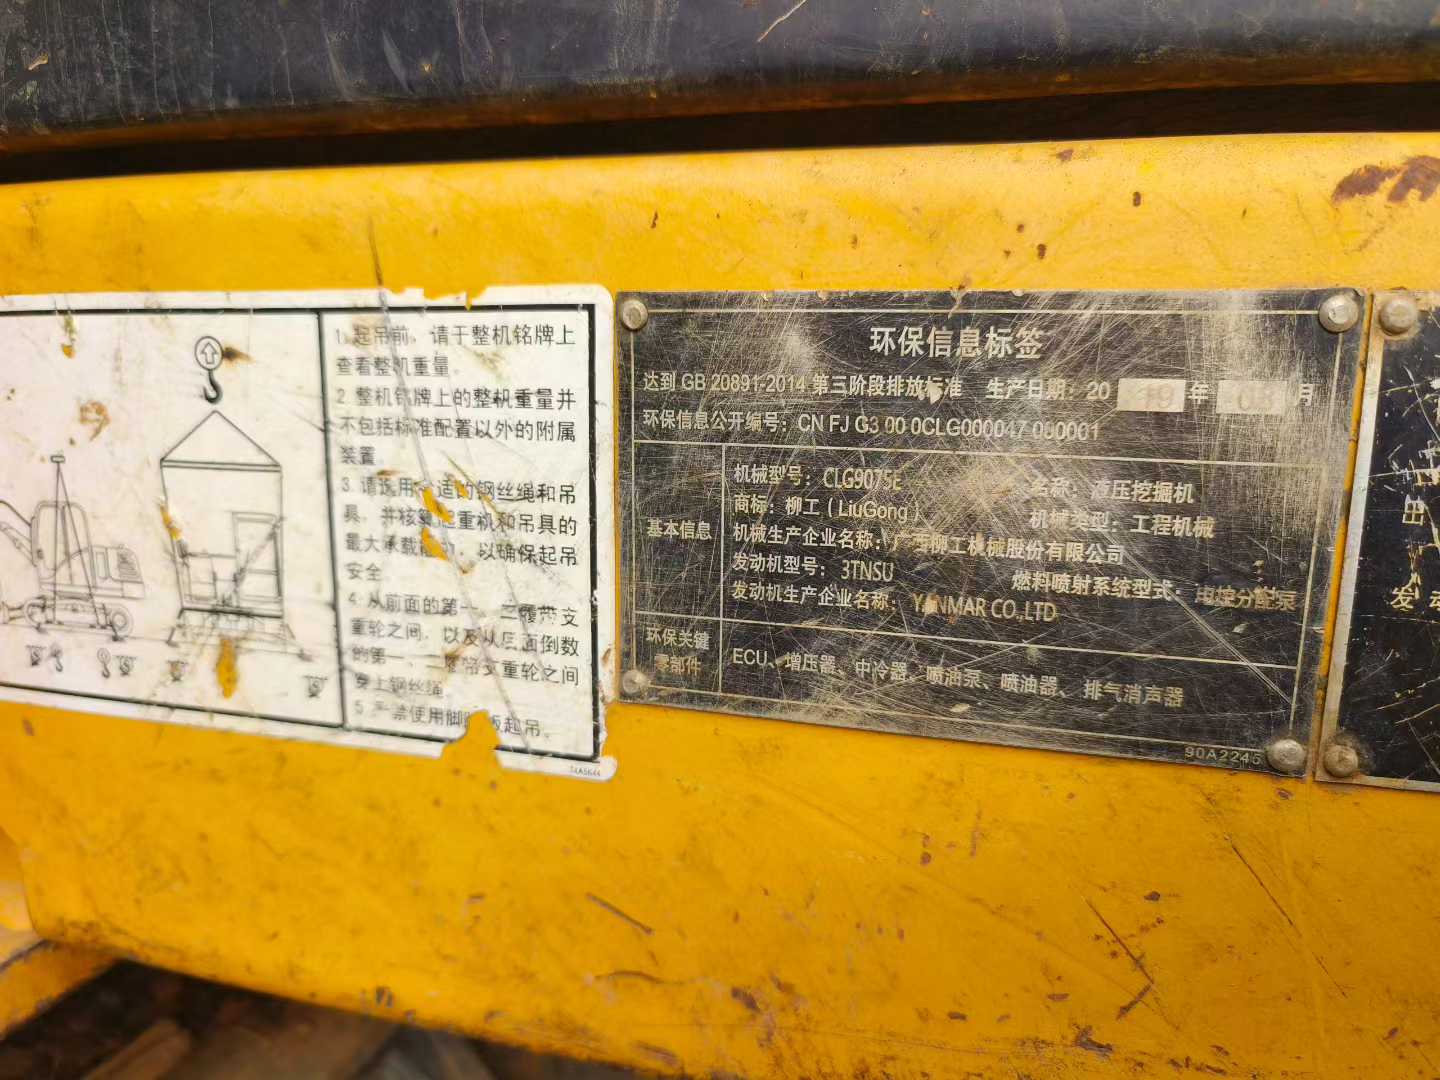 1. 起吊前，请于整机铭牌上
查看整机重量。
2. 整机铭牌上的整机重量并
不包括标准配置以外的附属
装置。
3. 请选用合适的钢丝绳和吊
具，并核算起重机和吊具的
最大承载能力，以确保起吊
安全。
4. 从前面的第一、二履带支
重轮之间，以及从后面倒数
的第一、二履带支重轮之间
穿上钢丝绳。
5. 严禁使用脚踏板起吊。
74A5644
环保信息标签
达到 GB 20891-2014 第三阶段排放标准 生产日期：20 19 年 月
环保信息公开编号：CN FJ G3 00 0CLG000047 000001
基本信息
机械型号：CLG9075E 名称：液压挖掘机
商标：柳工（LiuGong） 机械类型：工程机械
机械生产企业名称：广西柳工机械股份有限公司
发动机型号：3TNSU 燃料喷射系统型式：电控分配泵
发动机生产企业名称：YANMAR CO.,LTD
环保关键
零部件
ECU、增压器、中冷器、喷油泵、喷油器、排气消声器
90A2245
出
发动